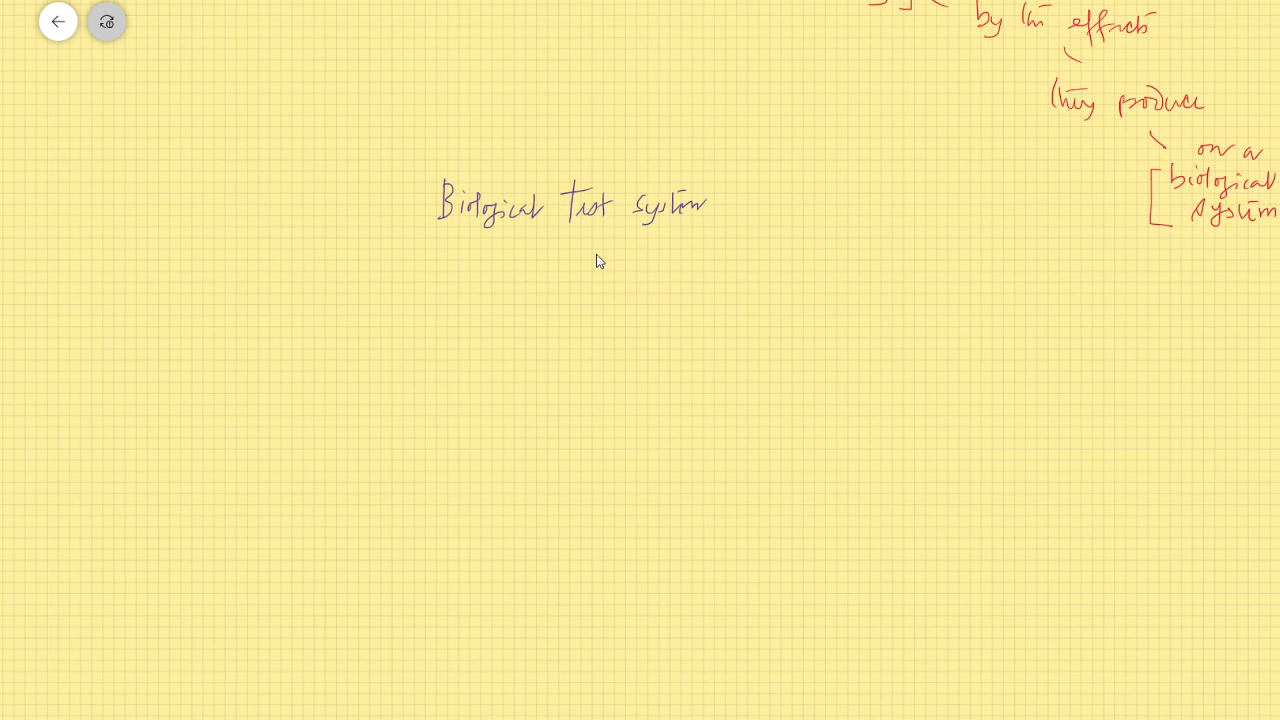 by the effects
they produce
on a
biological
system
Biological Test system